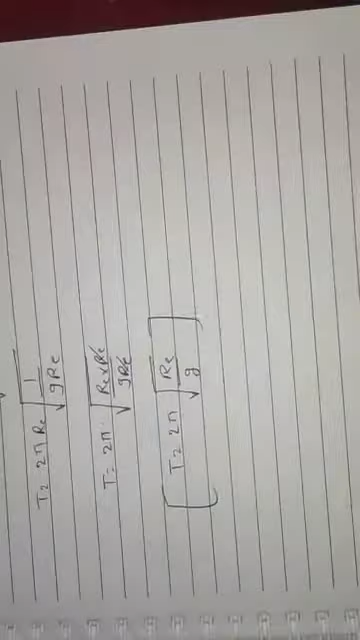 T = 2π Re √(1/gRe)
T = 2π · √(Re×Re/gRe)
[T = 2π √(Re/g)]